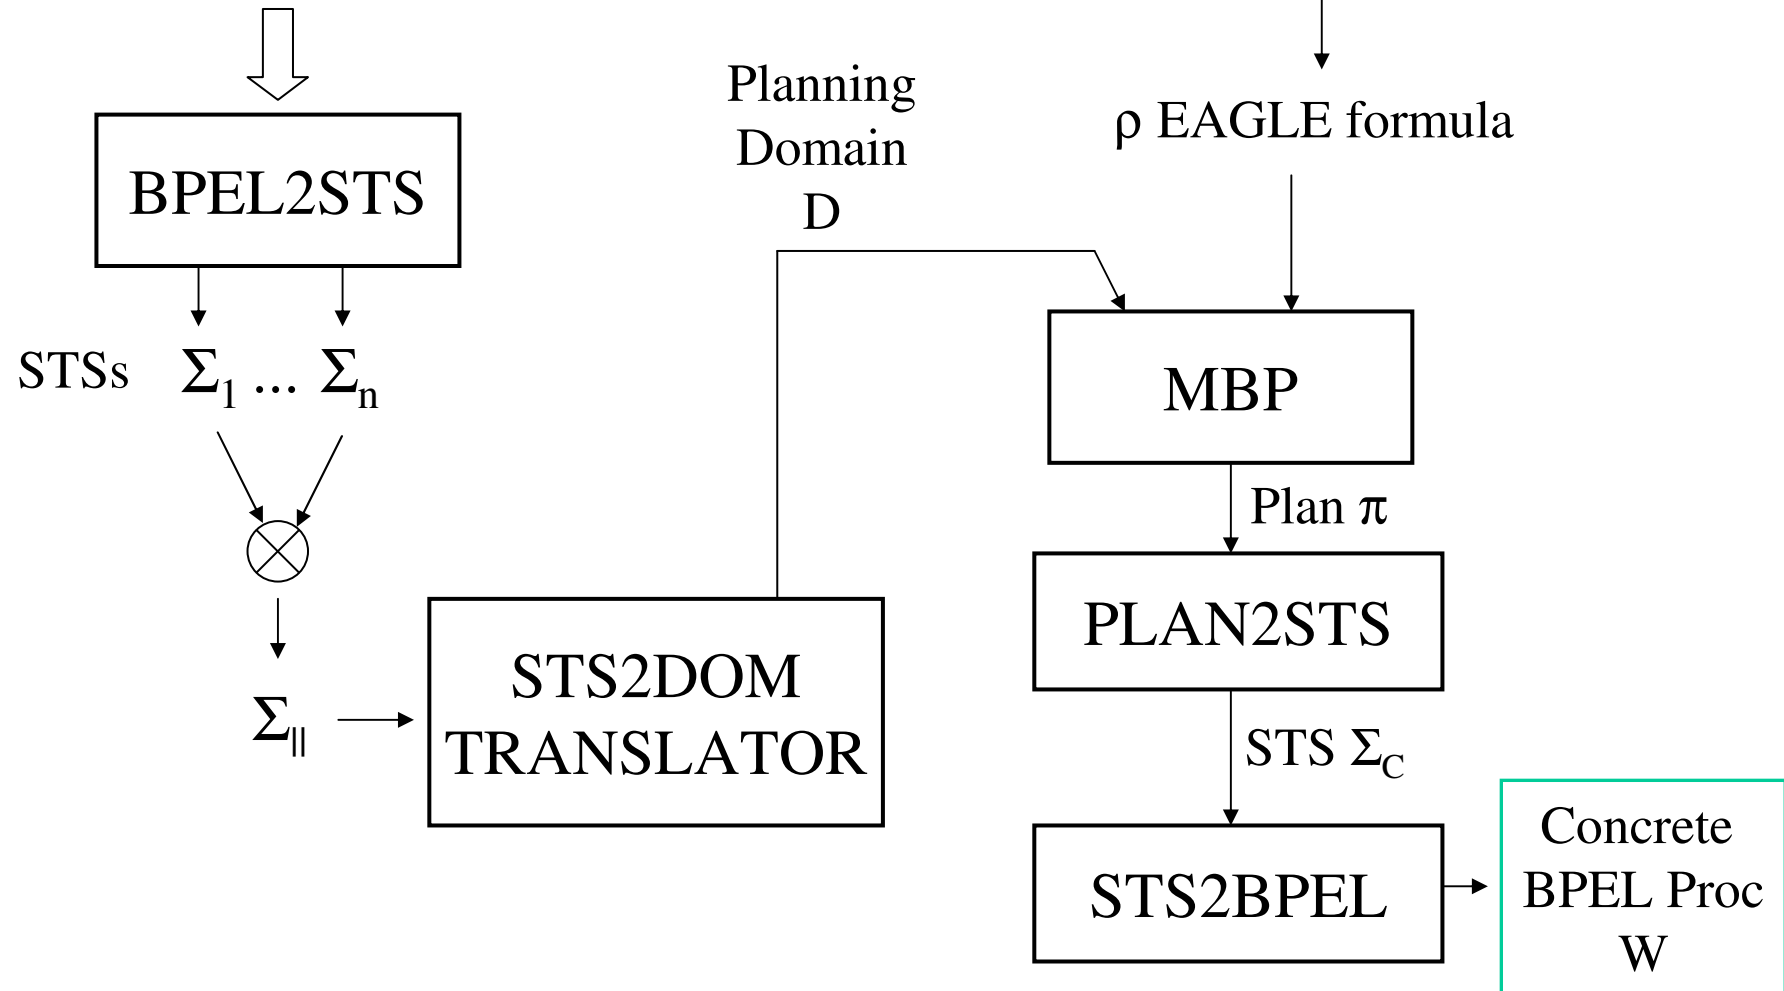 BPEL2STS
STSs Σ1 ... Σn
Σ||
STS2DOM
TRANSLATOR
Planning
Domain
D
ρ EAGLE formula
MBP
Plan π
PLAN2STS
STS ΣC
STS2BPEL
Concrete
BPEL Proc
W